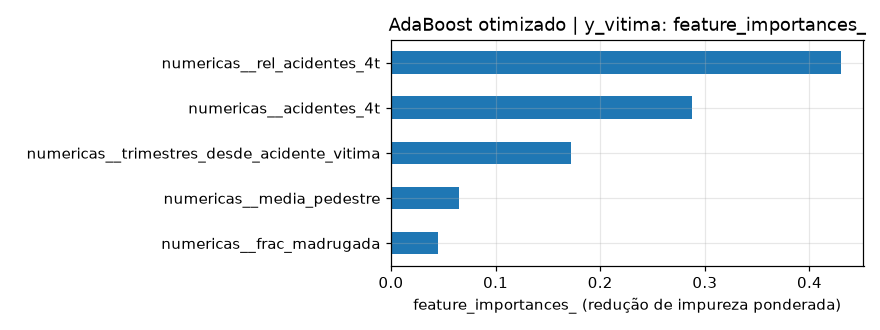 AdaBoost otimizado | y_vitima: feature_importances_
numericas__rel_acidentes_4t
numericas__acidentes_4t
numericas__trimestres_desde_acidente_vitima
numericas__media_pedestre
numericas__frac_madrugada
0.0 0.1 0.2 0.3 0.4
feature_importances_ (redução de impureza ponderada)